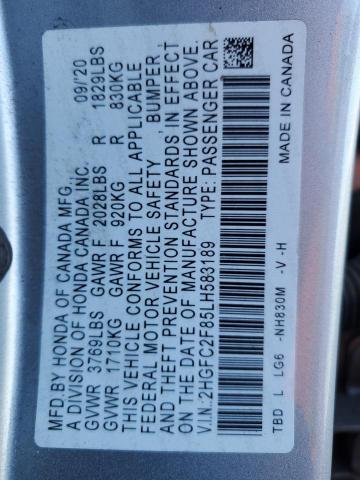 MFD.BY HONDA OF CANADA MFG.,
A DIVISION OF HONDA CANADA INC. 09/'20
GVWR 3769LBS GAWR F 2028LBS R 1829LBS
GVWR 1710KG GAWR F 920KG R 830KG
THIS VEHICLE CONFORMS TO ALL APPLICABLE
FEDERAL MOTOR VEHICLE SAFETY , BUMPER ,
AND THEFT PREVENTION STANDARDS IN EFFECT
ON THE DATE OF MANUFACTURE SHOWN ABOVE.
V.I.N.:2HGFC2F85LH583189 TYPE:PASSENGER CAR
TBD L LG6 -NH830M -V -H
MADE IN CANADA